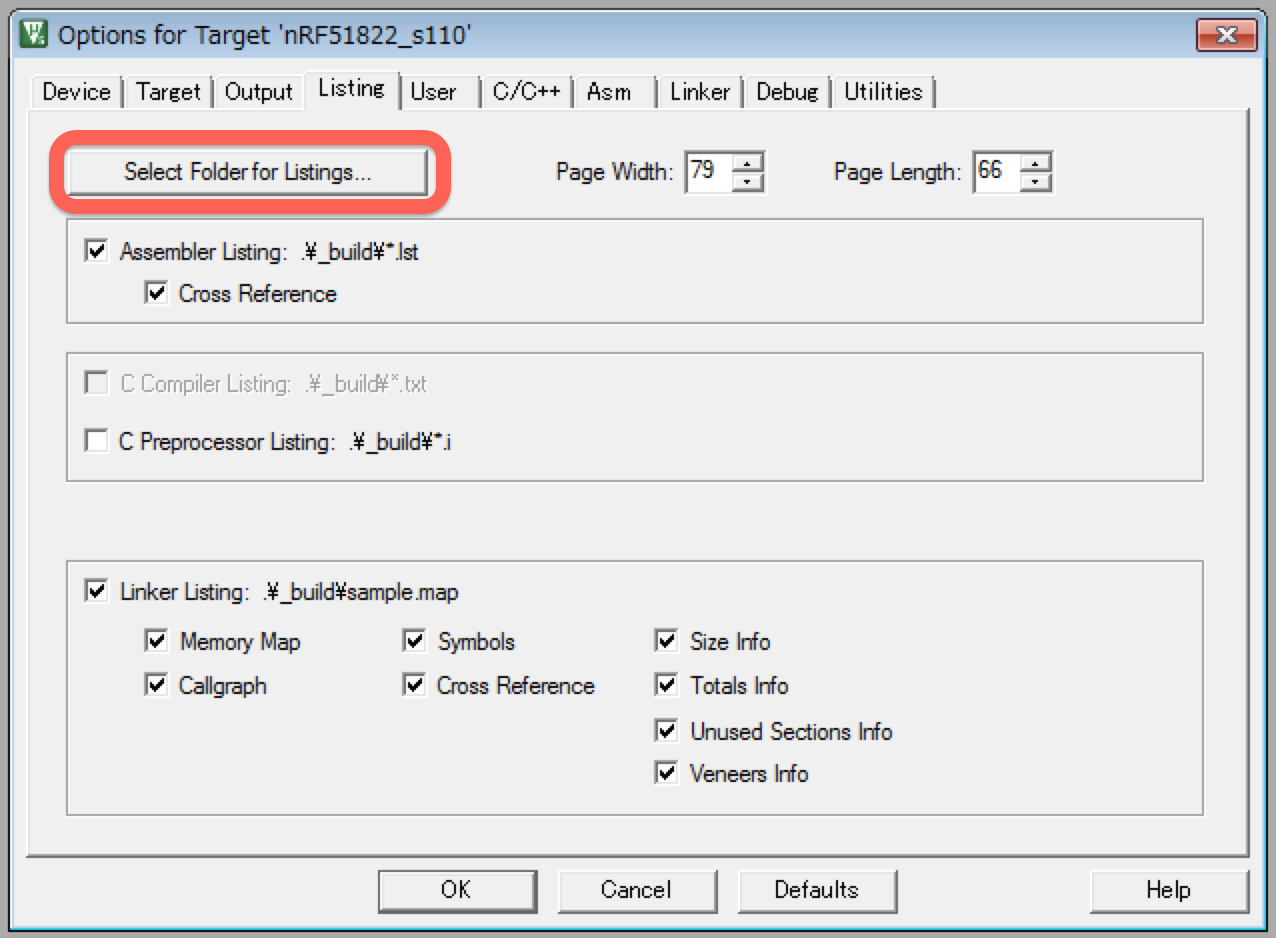 Options for Target 'nRF51822_s110'
Device Target Output Listing User C/C++ Asm Linker Debug Utilities
Select Folder for Listings... Page Width: 79 Page Length: 66
Assembler Listing: .¥_build¥*.lst
Cross Reference
C Compiler Listing: .¥_build¥*.txt
C Preprocessor Listing: .¥_build¥*.i
Linker Listing: .¥_build¥sample.map
Memory Map Symbols Size Info
Callgraph Cross Reference Totals Info
Unused Sections Info
Veneers Info
OK Cancel Defaults Help